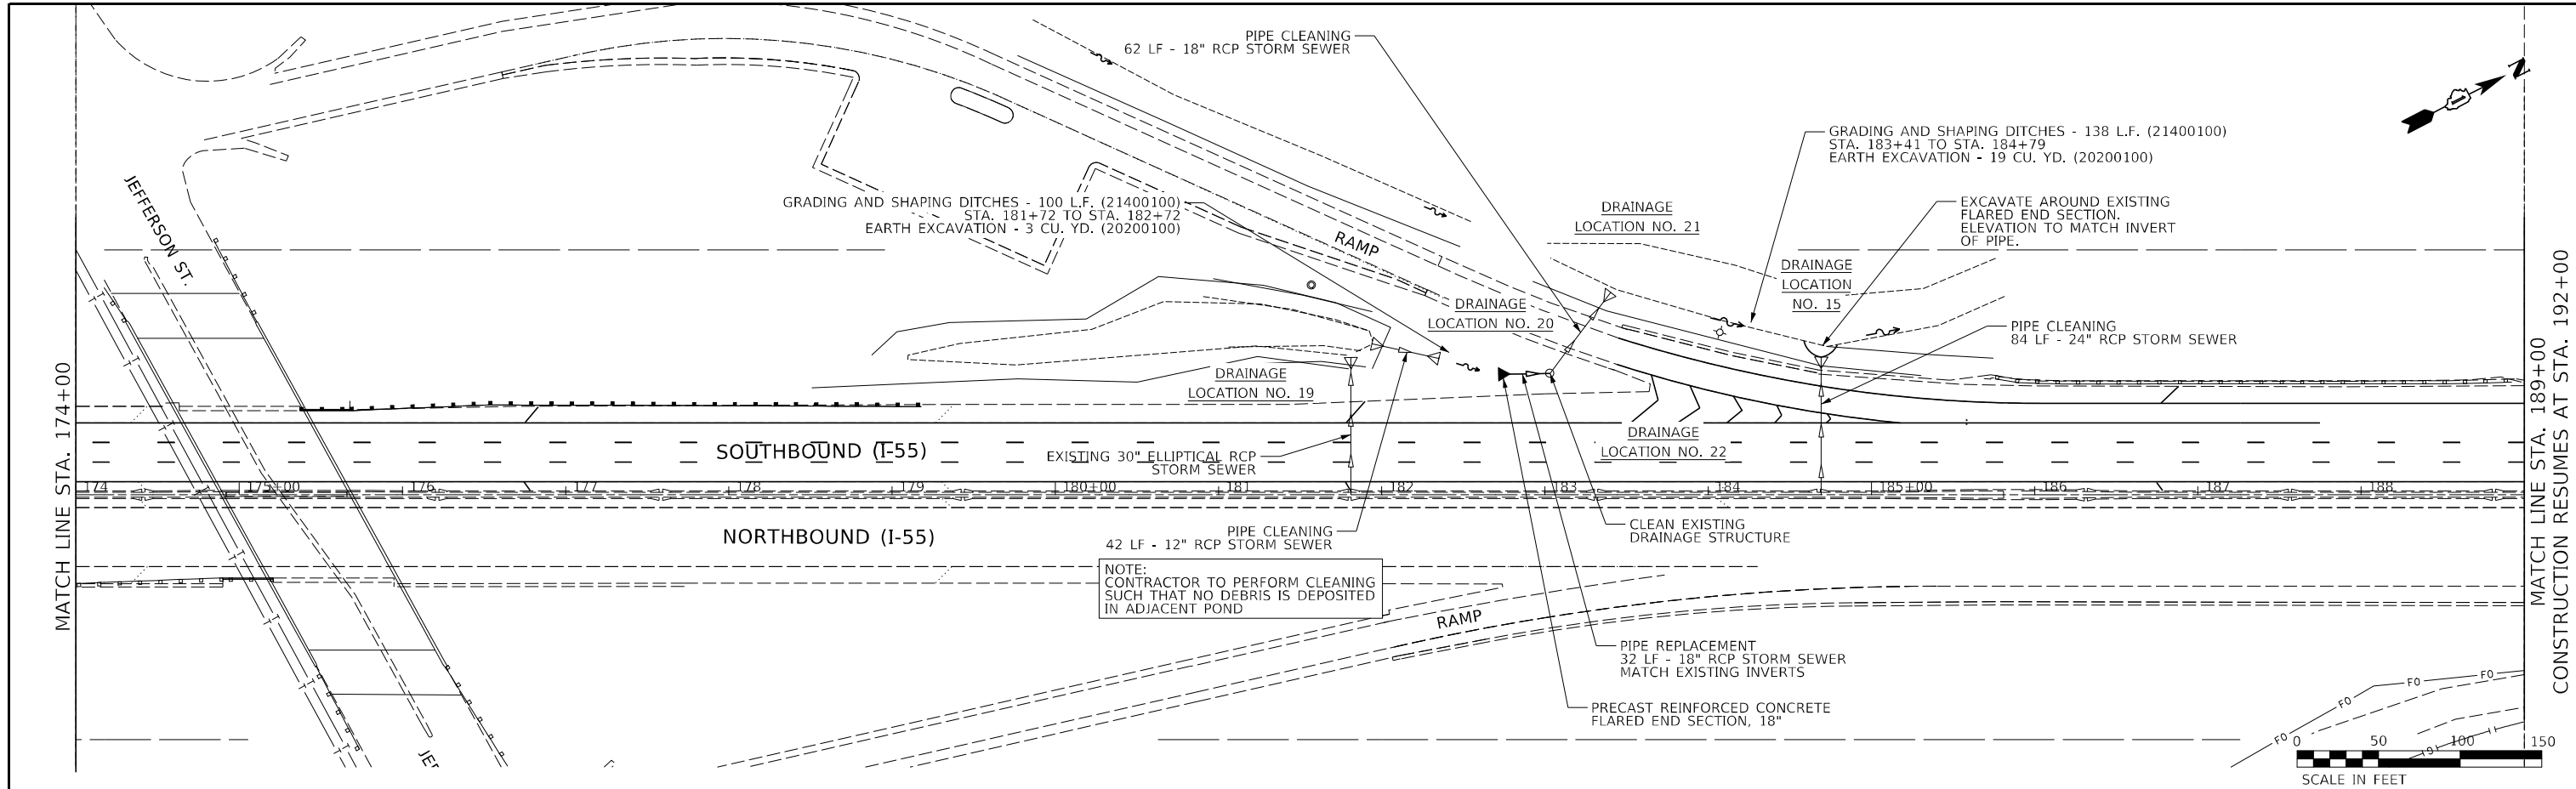 PIPE CLEANING
62 LF - 18" RCP STORM SEWER
N
GRADING AND SHAPING DITCHES - 138 L.F. (21400100)
STA. 183+41 TO STA. 184+79
EARTH EXCAVATION - 19 CU. YD. (20200100)
JEFFERSON ST.
GRADING AND SHAPING DITCHES - 100 L.F. (21400100)
STA. 181+72 TO STA. 182+72
EARTH EXCAVATION - 3 CU. YD. (20200100)
RAMP
DRAINAGE
LOCATION NO. 21
EXCAVATE AROUND EXISTING
FLARED END SECTION.
ELEVATION TO MATCH INVERT
OF PIPE.
DRAINAGE
LOCATION
NO. 15
DRAINAGE
LOCATION NO. 20
PIPE CLEANING
84 LF - 24" RCP STORM SEWER
DRAINAGE
LOCATION NO. 19
DRAINAGE
LOCATION NO. 22
SOUTHBOUND (I-55)
EXISTING 30" ELLIPTICAL RCP
STORM SEWER
174 175+00 176 177 178 179 180+00 181 182 183 184 185+00 186 187 188
NORTHBOUND (I-55)
PIPE CLEANING
42 LF - 12" RCP STORM SEWER
CLEAN EXISTING
DRAINAGE STRUCTURE
NOTE:
CONTRACTOR TO PERFORM CLEANING
SUCH THAT NO DEBRIS IS DEPOSITED
IN ADJACENT POND
RAMP
PIPE REPLACEMENT
32 LF - 18" RCP STORM SEWER
MATCH EXISTING INVERTS
PRECAST REINFORCED CONCRETE
FLARED END SECTION, 18"
FO FO FO FO FO
0 50 100 150
SCALE IN FEET
MATCH LINE STA. 174+00
MATCH LINE STA. 189+00
CONSTRUCTION RESUMES AT STA. 192+00